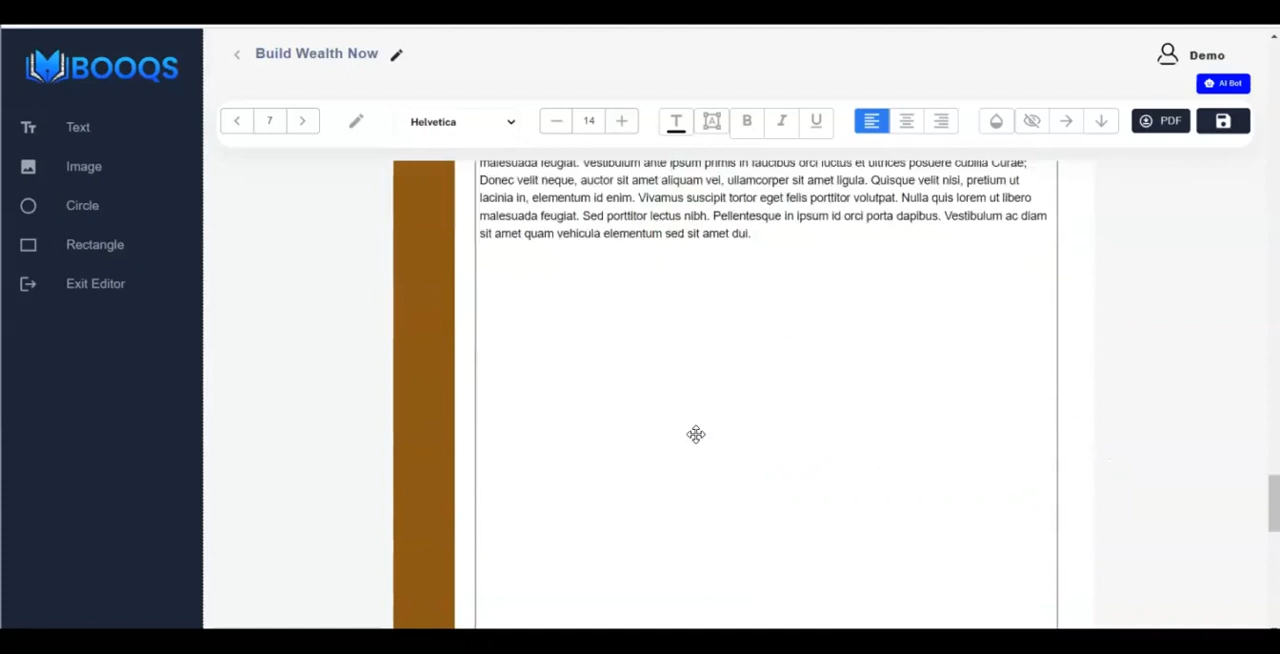 BOOQS
Build Wealth Now
Demo
AI Bot
7
Helvetica
14
T
A
B
I
U
PDF
Tт Text
Image
Circle
Rectangle
Exit Editor
malesuada feugiat. Vestibulum ante ipsum primis in faucibus orci luctus et ultrices posuere cubilia Curae;
Donec velit neque, auctor sit amet aliquam vel, ullamcorper sit amet ligula. Quisque velit nisi, pretium ut
lacinia in, elementum id enim. Vivamus suscipit tortor eget felis porttitor volutpat. Nulla quis lorem ut libero
malesuada feugiat. Sed porttitor lectus nibh. Pellentesque in ipsum id orci porta dapibus. Vestibulum ac diam
sit amet quam vehicula elementum sed sit amet dui.